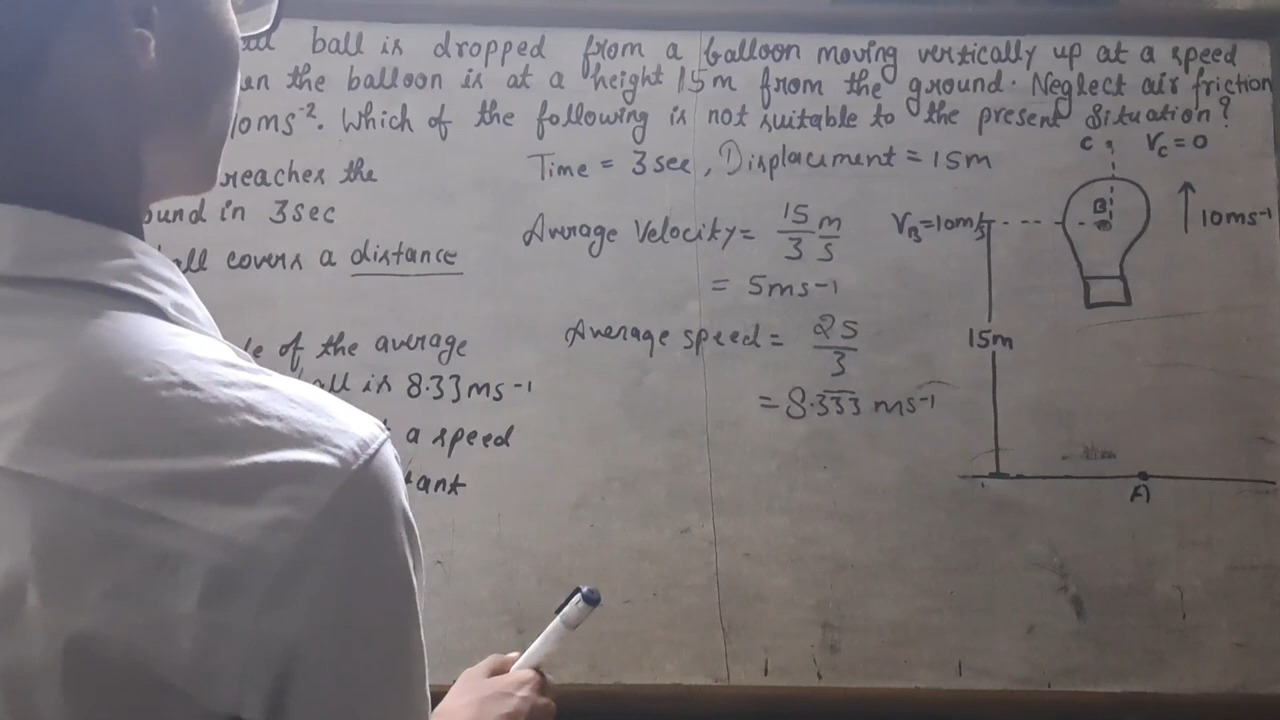 ball is dropped from a balloon moving vertically up at a speed
the balloon is at a height 15m from the ground. Neglect air friction
10ms-2. Which of the following is not suitable to the present situation?
reaches the
in 3sec
covers a distance
of the average
is 8.33ms-1
a speed
Time = 3sec, Displacement = 15m
Average Velocity = 15/3 m/s
= 5ms-1
Average speed = 25/3
= 8.333 ms-1
C VC=0
B
VB=10m/s
10ms-1
15m
A